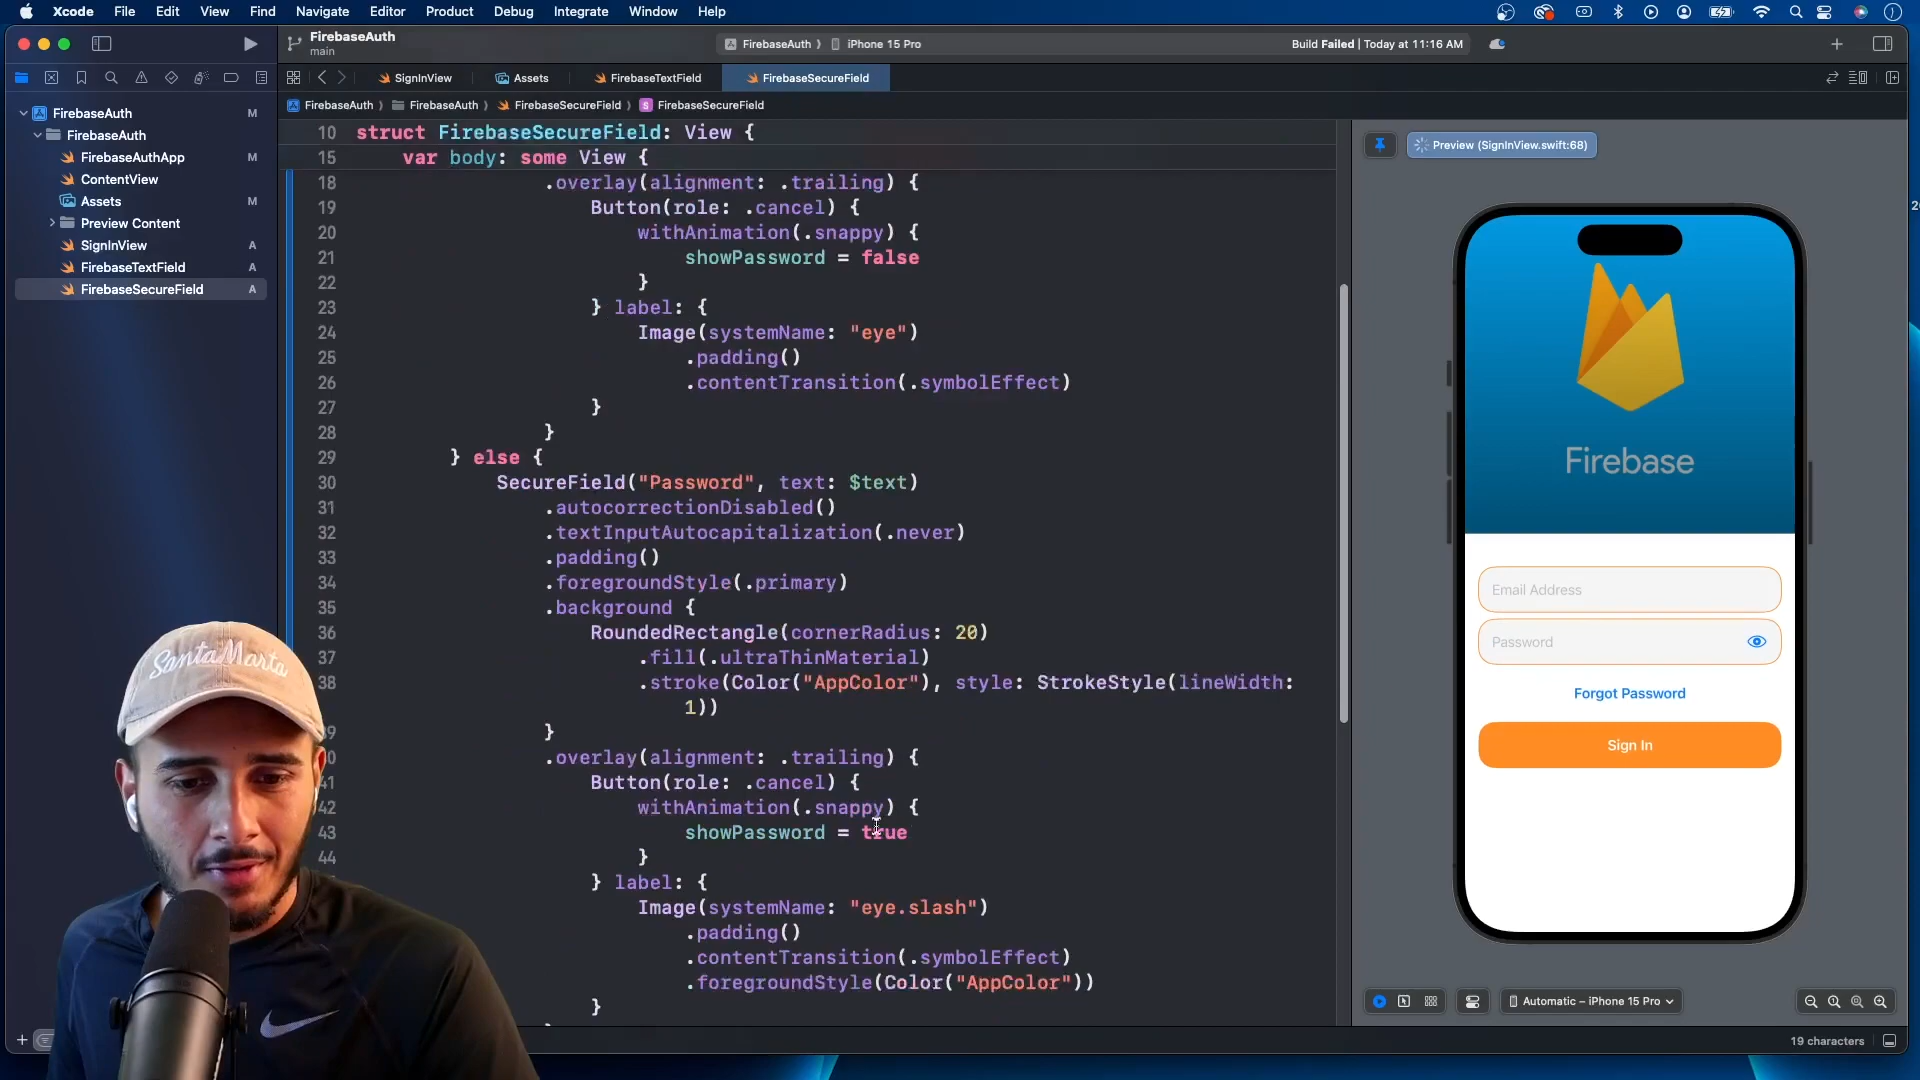 Xcode File Edit View Find Navigate Editor Product Debug Integrate Window Help
FirebaseAuth
main
FirebaseAuth ⟩ iPhone 15 Pro
Build Failed | Today at 11:16 AM
SignInView Assets FirebaseTextField FirebaseSecureField
FirebaseAuth ⟩ FirebaseAuth ⟩ FirebaseSecureField ⟩ S FirebaseSecureField
FirebaseAuth M
FirebaseAuth
FirebaseAuthApp M
ContentView
Assets M
Preview Content
SignInView A
FirebaseTextField A
FirebaseSecureField A
10 struct FirebaseSecureField: View {
15 var body: some View {
18 .overlay(alignment: .trailing) {
19 Button(role: .cancel) {
20 withAnimation(.snappy) {
21 showPassword = false
22 }
23 } label: {
24 Image(systemName: "eye")
25 .padding()
26 .contentTransition(.symbolEffect)
27 }
28 }
29 } else {
30 SecureField("Password", text: $text)
31 .autocorrectionDisabled()
32 .textInputAutocapitalization(.never)
33 .padding()
34 .foregroundStyle(.primary)
35 .background {
36 RoundedRectangle(cornerRadius: 20)
37 .fill(.ultraThinMaterial)
38 .stroke(Color("AppColor"), style: StrokeStyle(lineWidth:
1))
}
.overlay(alignment: .trailing) {
41 Button(role: .cancel) {
42 withAnimation(.snappy) {
43 showPassword = true
44 }
} label: {
Image(systemName: "eye.slash")
.padding()
.contentTransition(.symbolEffect)
.foregroundStyle(Color("AppColor"))
}
Preview (SignInView.swift:68)
Firebase
Email Address
Password
Forgot Password
Sign In
Automatic – iPhone 15 Pro
19 characters
Santa Marta